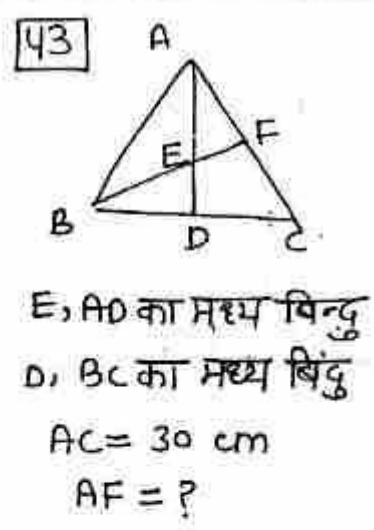 43
A
F
E
B
D
C
E, AD का मध्य बिन्दु
D, BC का मध्य बिंदु
AC = 30 cm
AF = ?